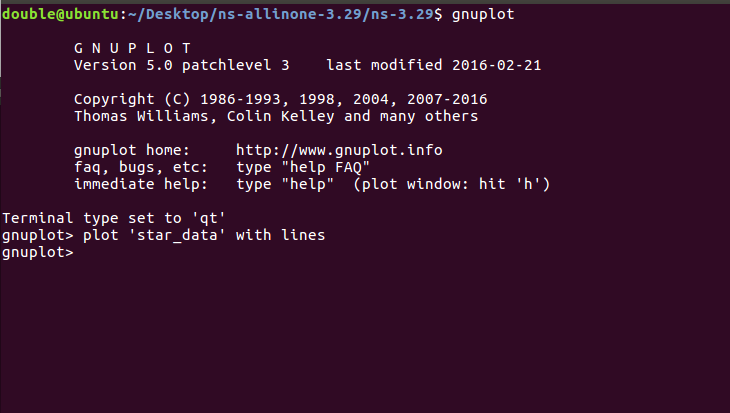 double@ubuntu:~/Desktop/ns-allinone-3.29/ns-3.29$ gnuplot
G N U P L O T
Version 5.0 patchlevel 3    last modified 2016-02-21
Copyright (C) 1986-1993, 1998, 2004, 2007-2016
Thomas Williams, Colin Kelley and many others
gnuplot home:     http://www.gnuplot.info
faq, bugs, etc:   type "help FAQ"
immediate help:   type "help"  (plot window: hit 'h')
Terminal type set to 'qt'
gnuplot> plot 'star_data' with lines
gnuplot>